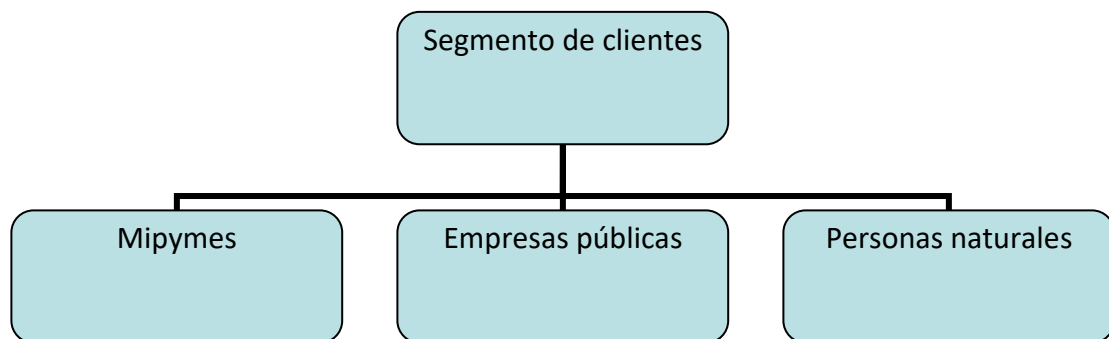 Segmento de clientes
Mipymes
Empresas públicas
Personas naturales